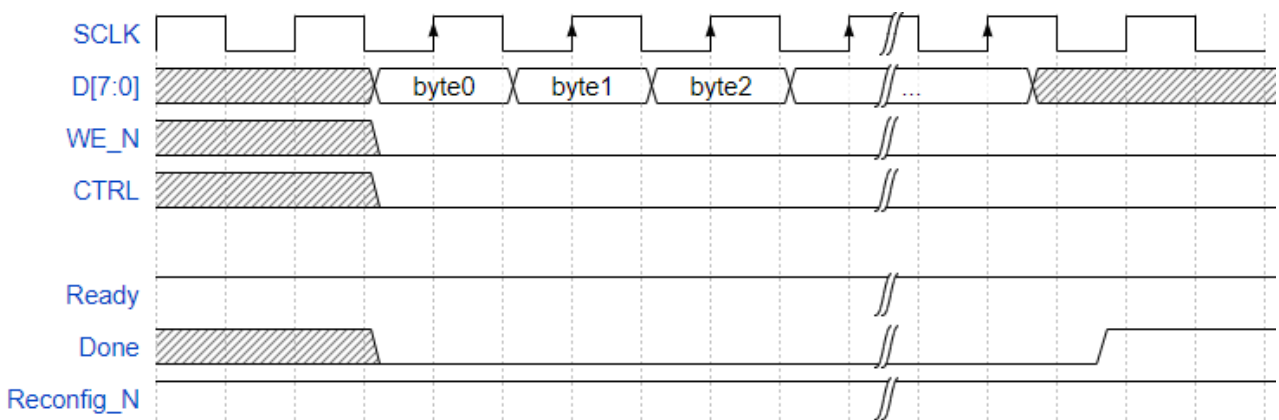 SCLK
D[7:0] byte0 byte1 byte2 ...
WE_N
CTRL
Ready
Done
Reconfig_N